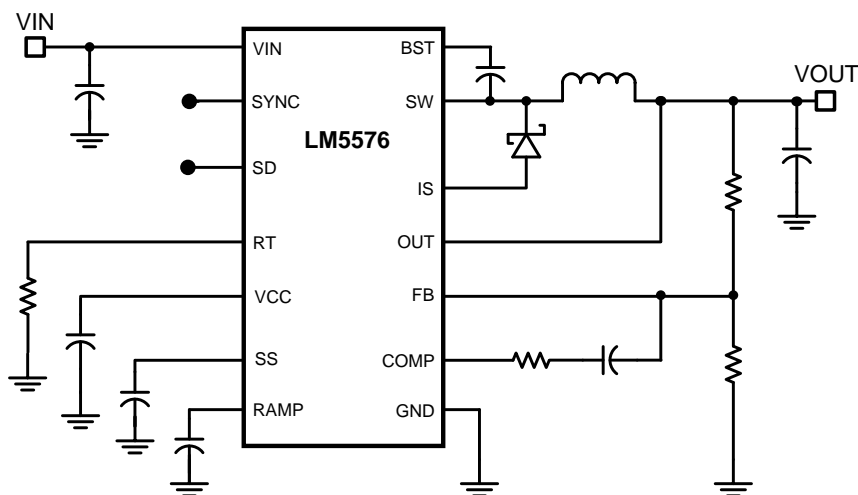 VIN
VOUT
LM5576
VIN
SYNC
SD
RT
VCC
SS
RAMP
BST
SW
IS
OUT
FB
COMP
GND